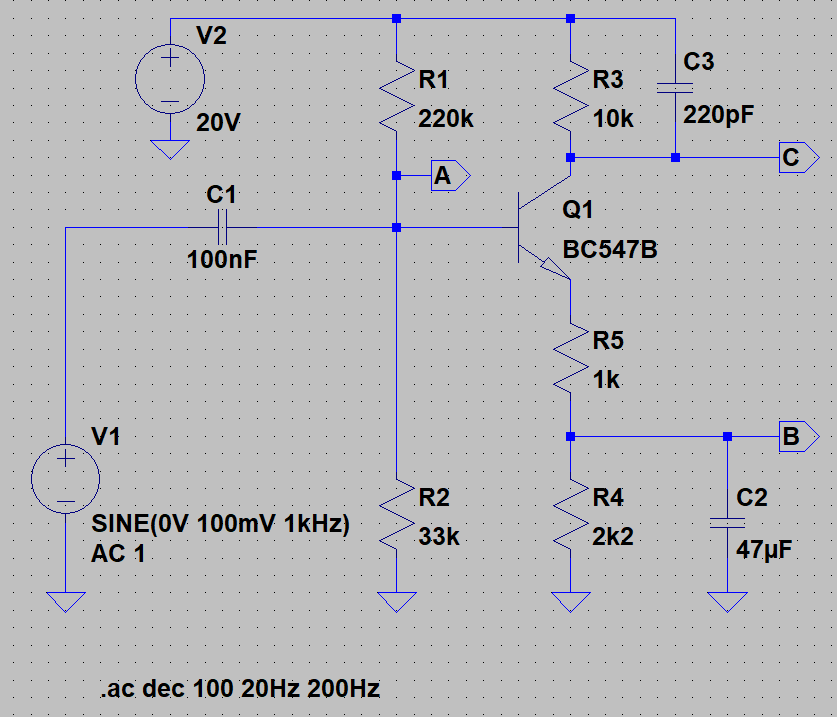 V2
20V
R1
220k
R3
10k
C3
220pF
A
C
C1
100nF
Q1
BC547B
R5
1k
V1
SINE(0V 100mV 1kHz)
AC 1
B
R2
33k
R4
2k2
C2
47µF
.ac dec 100 20Hz 200Hz